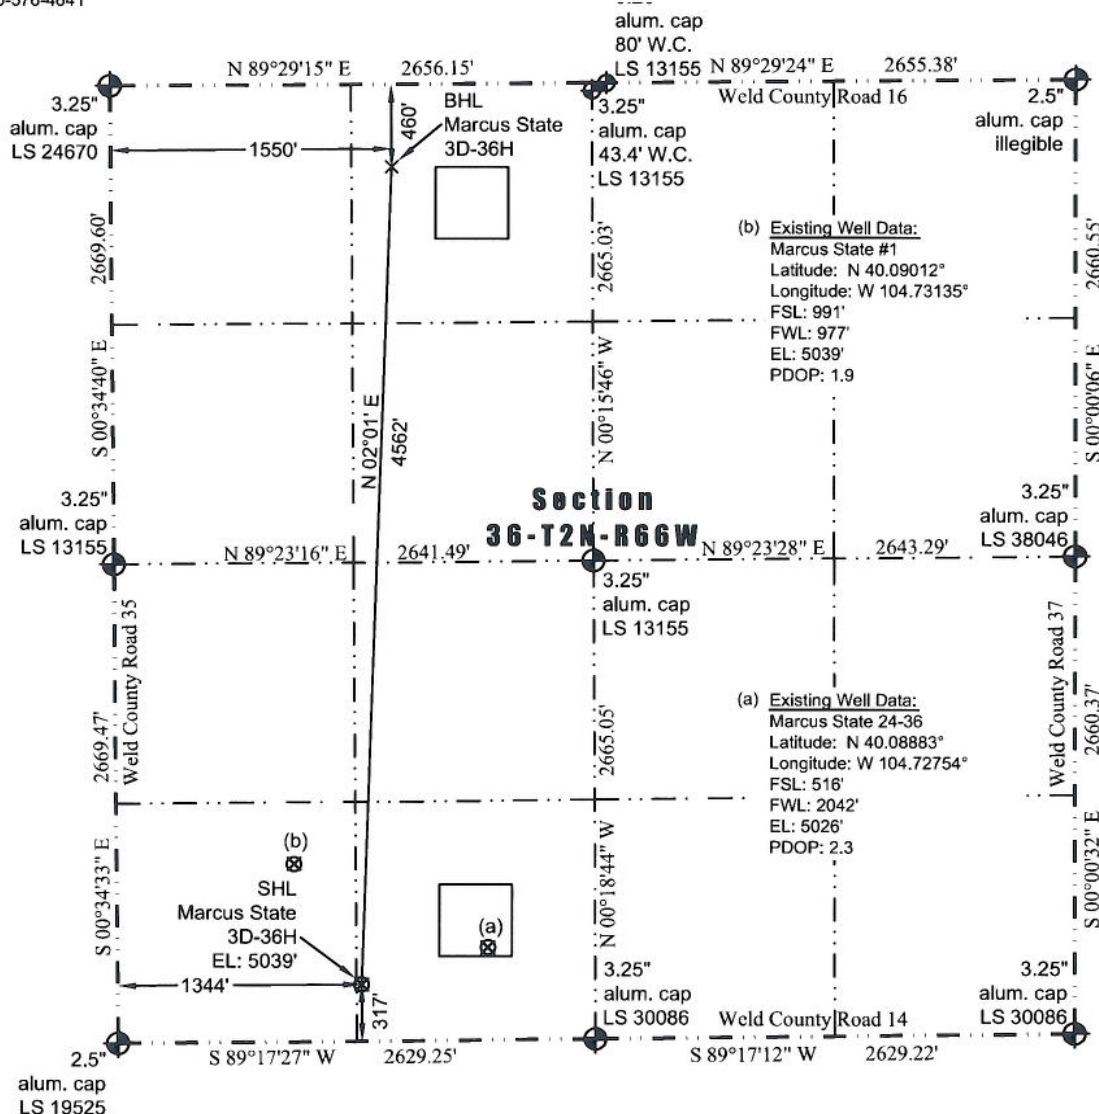 alum. cap
80' W.C.
LS 13155
N 89°29'15" E
2656.15'
N 89°29'24" E
2655.38'
Weld County Road 16
3.25"
alum. cap
LS 24670
1550'
460'
BHL
Marcus State
3D-36H
3.25"
alum. cap
43.4' W.C.
LS 13155
2.5"
alum. cap
illegible
2669.60'
2665.03'
2660.55'
(b) Existing Well Data:
Marcus State #1
Latitude: N 40.09012°
Longitude: W 104.73135°
FSL: 991'
FWL: 977'
EL: 5039'
PDOP: 1.9
S 00°34'40" E
N 02°01' E
4562'
N 00°15'46" W
S 00°00'06" E
Section
36-T2N-R66W
3.25"
alum. cap
LS 13155
3.25"
alum. cap
LS 38046
N 89°23'16" E
2641.49'
N 89°23'28" E
2643.29'
3.25"
alum. cap
LS 13155
Weld County Road 35
Weld County Road 37
2669.47'
2665.05'
2660.37'
(a) Existing Well Data:
Marcus State 24-36
Latitude: N 40.08883°
Longitude: W 104.72754°
FSL: 516'
FWL: 2042'
EL: 5026'
PDOP: 2.3
S 00°34'33" E
N 00°18'44" W
S 00°00'32" E
(b)
SHL
Marcus State
3D-36H
EL: 5039'
(a)
1344'
317'
3.25"
alum. cap
LS 30086
Weld County Road 14
3.25"
alum. cap
LS 30086
2.5"
alum. cap
LS 19525
S 89°17'27" W
2629.25'
S 89°17'12" W
2629.22'